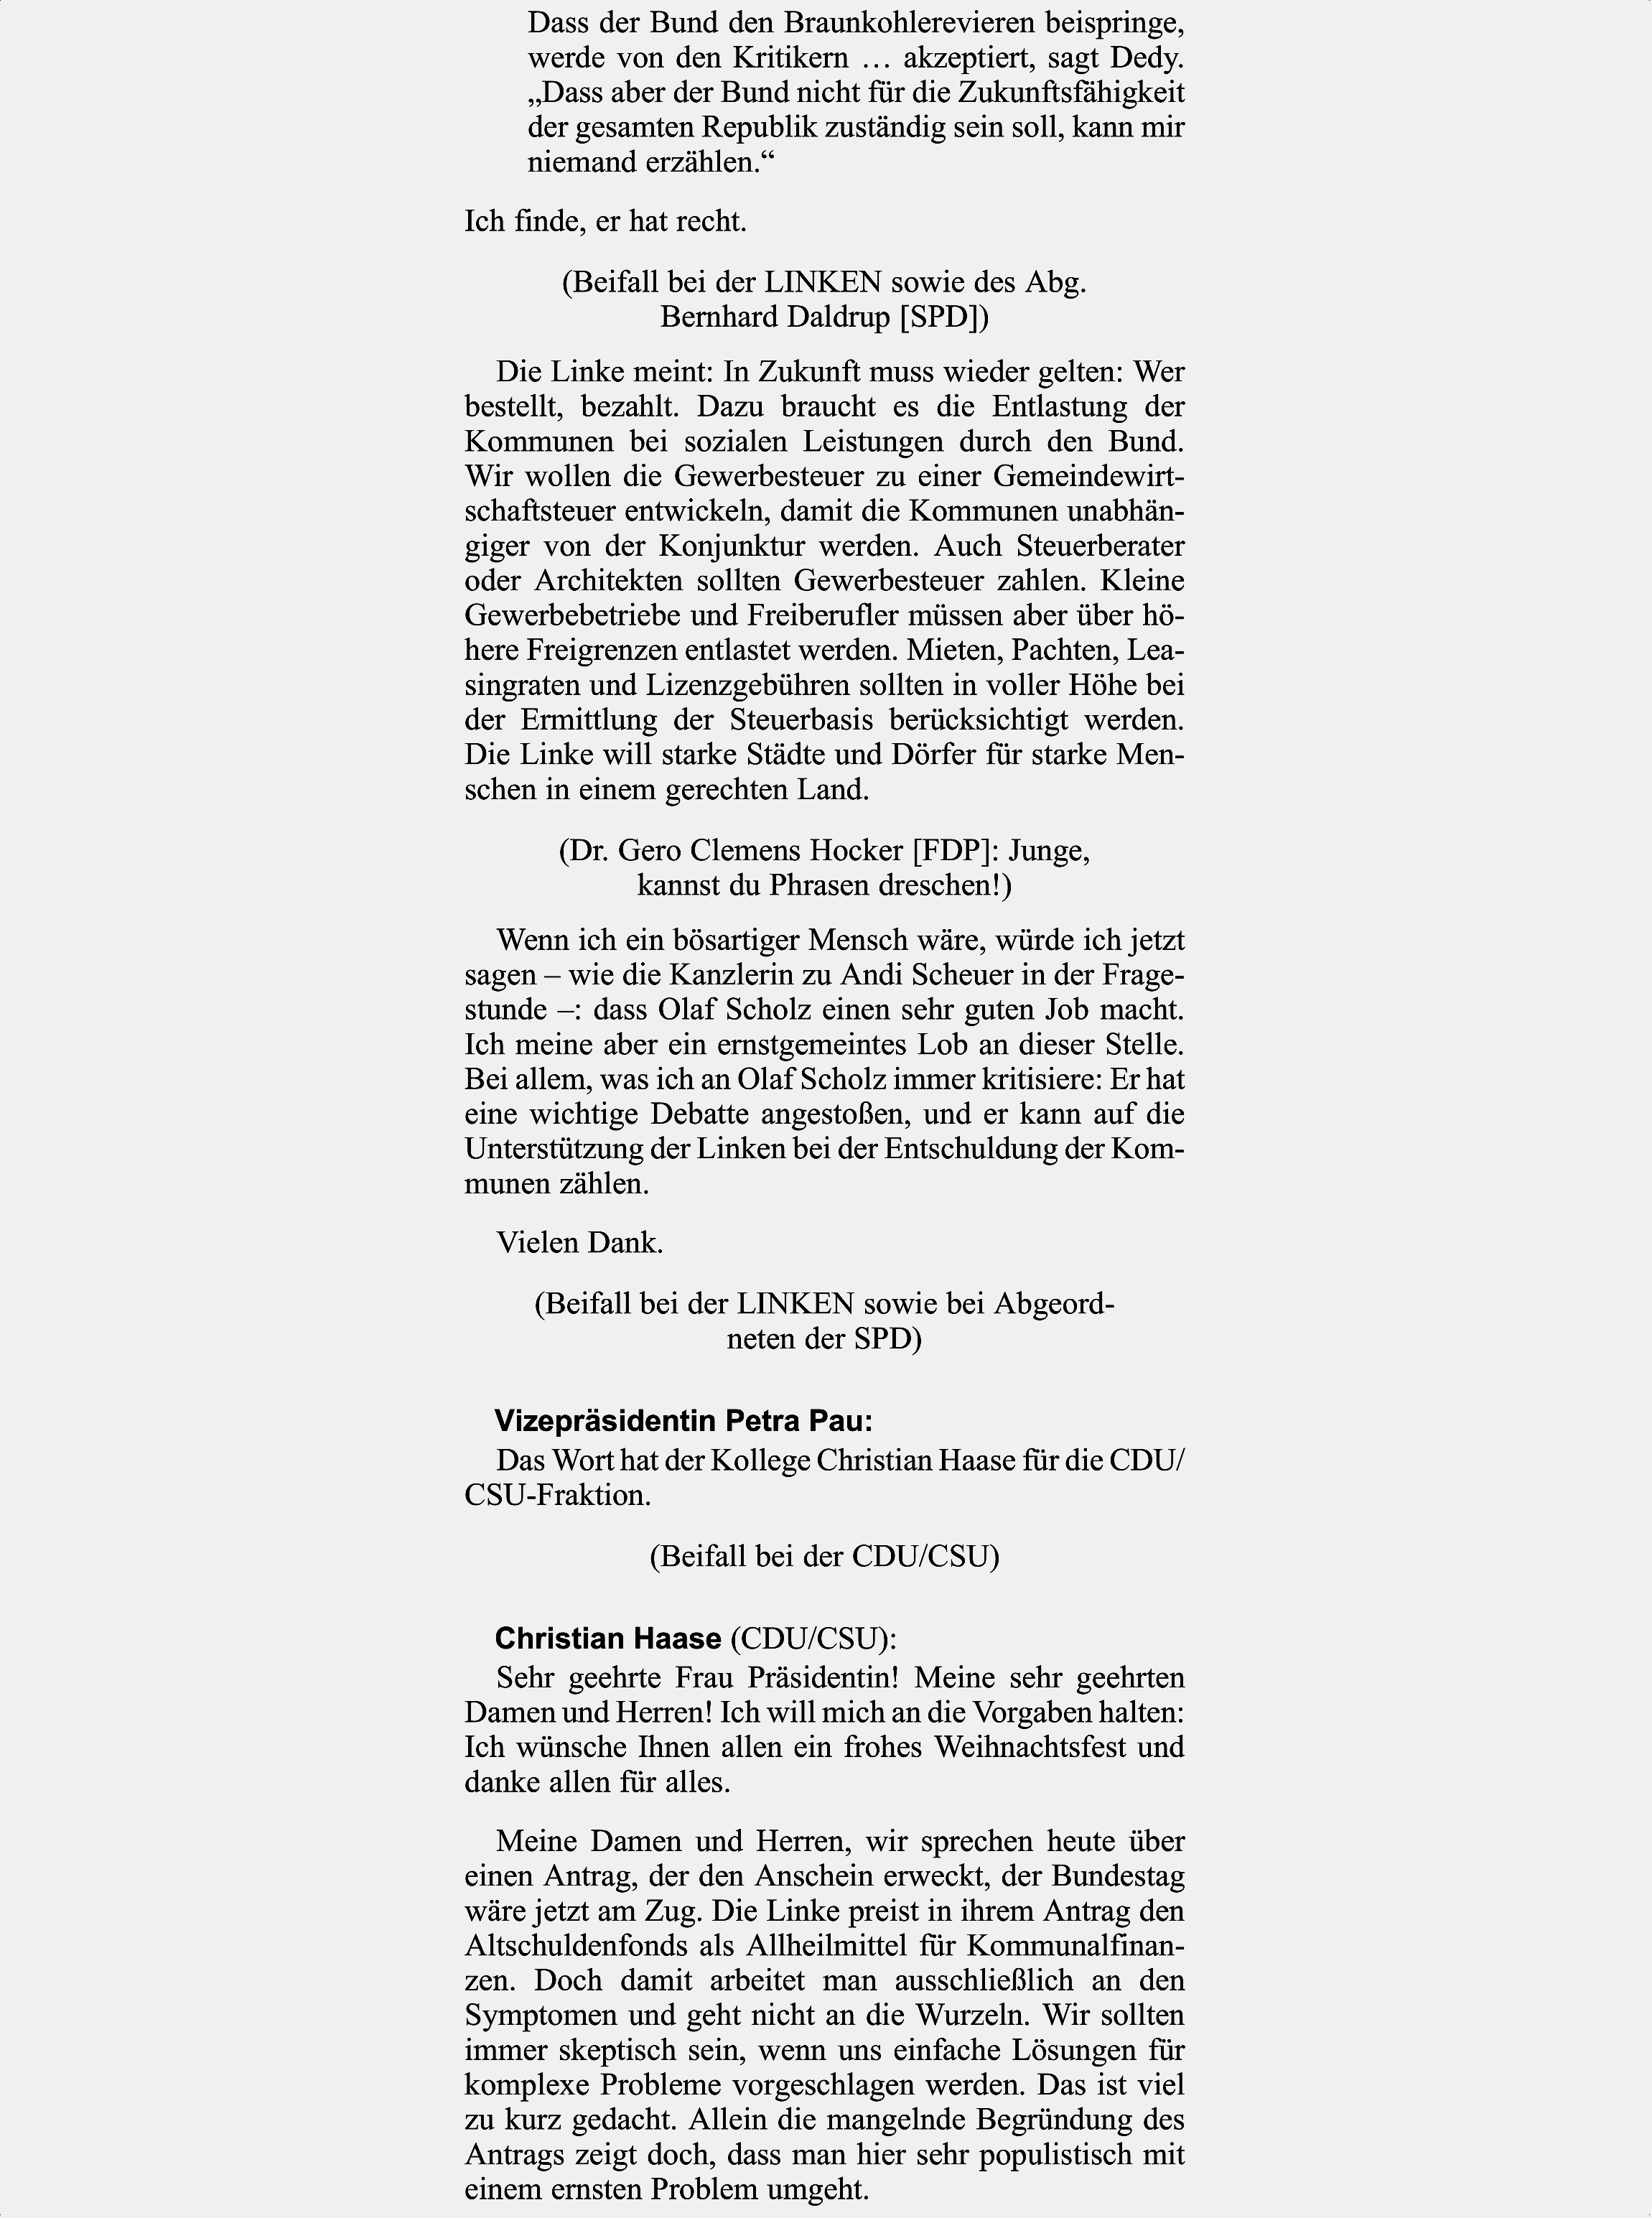 Dass der Bund den Braunkohlerevieren beispringe,
werde von den Kritikern … akzeptiert, sagt Dedy.
„Dass aber der Bund nicht für die Zukunftsfähigkeit
der gesamten Republik zuständig sein soll, kann mir
niemand erzählen.“
Ich finde, er hat recht.
(Beifall bei der LINKEN sowie des Abg.
Bernhard Daldrup [SPD])
Die Linke meint: In Zukunft muss wieder gelten: Wer
bestellt, bezahlt. Dazu braucht es die Entlastung der
Kommunen bei sozialen Leistungen durch den Bund.
Wir wollen die Gewerbesteuer zu einer Gemeindewirt-
schaftsteuer entwickeln, damit die Kommunen unabhän-
giger von der Konjunktur werden. Auch Steuerberater
oder Architekten sollten Gewerbesteuer zahlen. Kleine
Gewerbebetriebe und Freiberufler müssen aber über hö-
here Freigrenzen entlastet werden. Mieten, Pachten, Lea-
singraten und Lizenzgebühren sollten in voller Höhe bei
der Ermittlung der Steuerbasis berücksichtigt werden.
Die Linke will starke Städte und Dörfer für starke Men-
schen in einem gerechten Land.
(Dr. Gero Clemens Hocker [FDP]: Junge,
kannst du Phrasen dreschen!)
Wenn ich ein bösartiger Mensch wäre, würde ich jetzt
sagen – wie die Kanzlerin zu Andi Scheuer in der Frage-
stunde –: dass Olaf Scholz einen sehr guten Job macht.
Ich meine aber ein ernstgemeintes Lob an dieser Stelle.
Bei allem, was ich an Olaf Scholz immer kritisiere: Er hat
eine wichtige Debatte angestoßen, und er kann auf die
Unterstützung der Linken bei der Entschuldung der Kom-
munen zählen.
Vielen Dank.
(Beifall bei der LINKEN sowie bei Abgeord-
neten der SPD)
Vizepräsidentin Petra Pau:
Das Wort hat der Kollege Christian Haase für die CDU/
CSU-Fraktion.
(Beifall bei der CDU/CSU)
Christian Haase (CDU/CSU):
Sehr geehrte Frau Präsidentin! Meine sehr geehrten
Damen und Herren! Ich will mich an die Vorgaben halten:
Ich wünsche Ihnen allen ein frohes Weihnachtsfest und
danke allen für alles.
Meine Damen und Herren, wir sprechen heute über
einen Antrag, der den Anschein erweckt, der Bundestag
wäre jetzt am Zug. Die Linke preist in ihrem Antrag den
Altschuldenfonds als Allheilmittel für Kommunalfinan-
zen. Doch damit arbeitet man ausschließlich an den
Symptomen und geht nicht an die Wurzeln. Wir sollten
immer skeptisch sein, wenn uns einfache Lösungen für
komplexe Probleme vorgeschlagen werden. Das ist viel
zu kurz gedacht. Allein die mangelnde Begründung des
Antrags zeigt doch, dass man hier sehr populistisch mit
einem ernsten Problem umgeht.